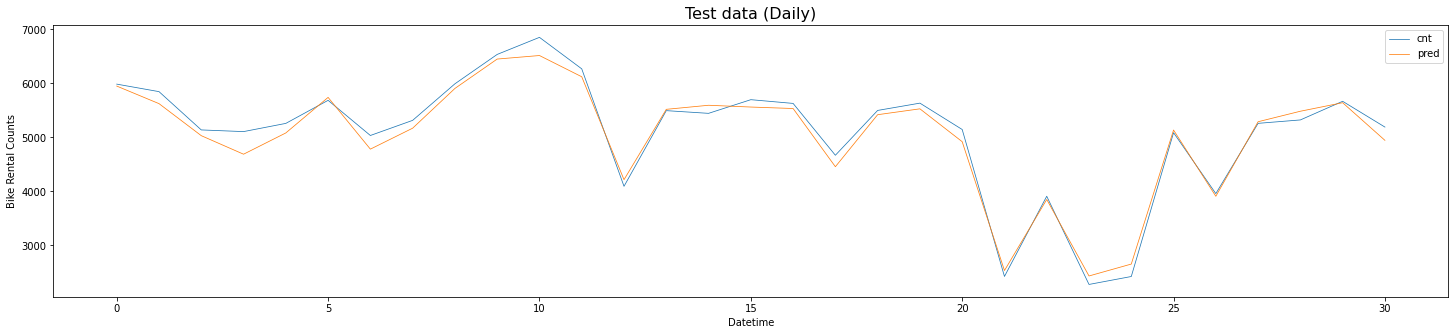 Test data (Daily)
cnt
pred
Bike Rental Counts
7000
6000
5000
4000
3000
0 5 10 15 20 25 30
Datetime